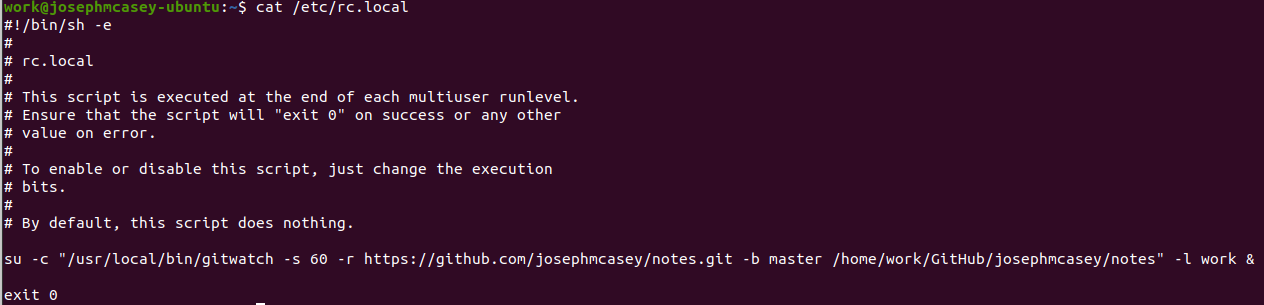 work@josephmcasey-ubuntu:~$ cat /etc/rc.local
#!/bin/sh -e
#
# rc.local
#
# This script is executed at the end of each multiuser runlevel.
# Ensure that the script will "exit 0" on success or any other
# value on error.
#
# To enable or disable this script, just change the execution
# bits.
#
# By default, this script does nothing.
su -c "/usr/local/bin/gitwatch -s 60 -r https://github.com/josephmcasey/notes.git -b master /home/work/GitHub/josephmcasey/notes" -l work &
exit 0